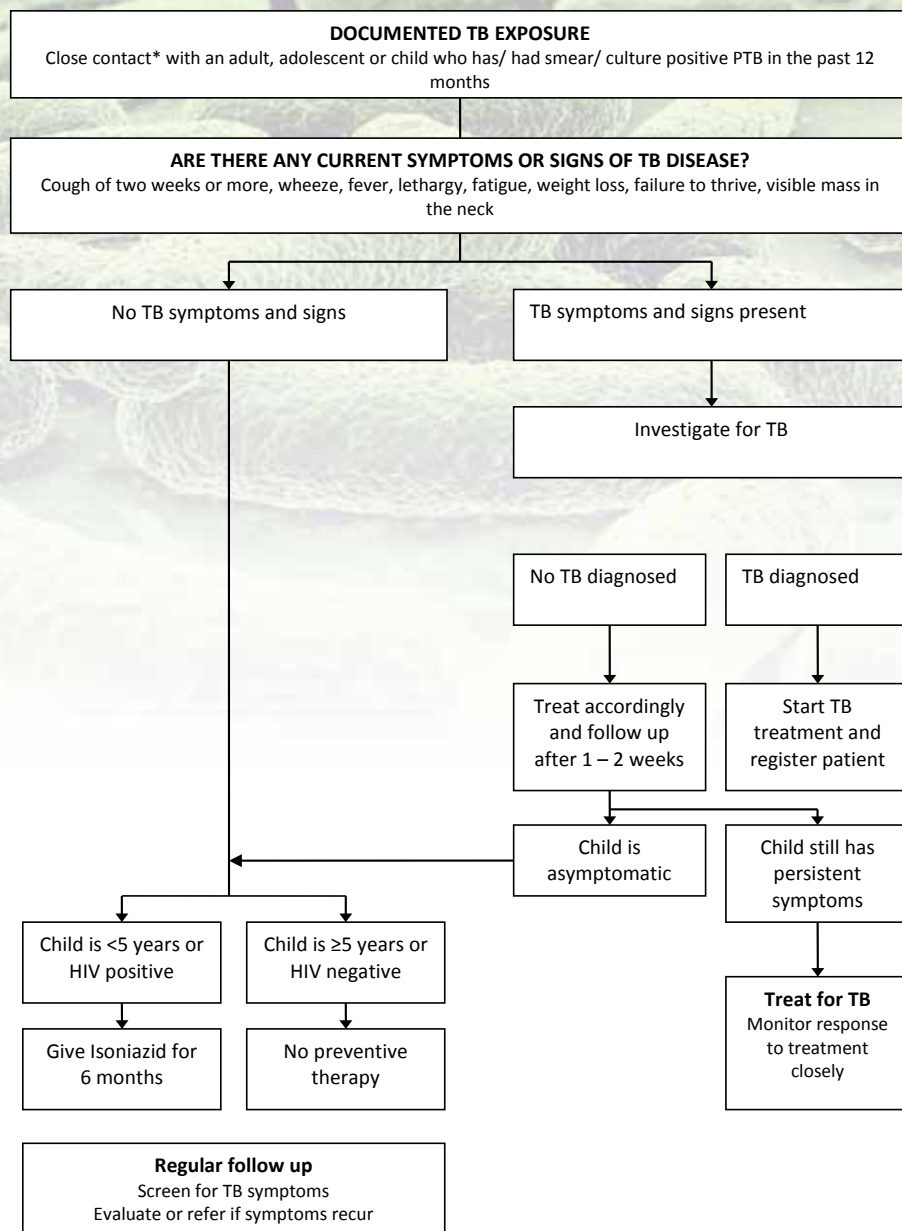 DOCUMENTED TB EXPOSURE
Close contact* with an adult, adolescent or child who has/ had smear/ culture positive PTB in the past 12
months
ARE THERE ANY CURRENT SYMPTOMS OR SIGNS OF TB DISEASE?
Cough of two weeks or more, wheeze, fever, lethargy, fatigue, weight loss, failure to thrive, visible mass in
the neck
No TB symptoms and signs
TB symptoms and signs present
Investigate for TB
No TB diagnosed
TB diagnosed
Treat accordingly
and follow up
after 1 – 2 weeks
Start TB
treatment and
register patient
Child is
asymptomatic
Child still has
persistent
symptoms
Child is <5 years or
HIV positive
Child is ≥5 years or
HIV negative
Treat for TB
Monitor response
to treatment
closely
Give Isoniazid for
6 months
No preventive
therapy
Regular follow up
Screen for TB symptoms
Evaluate or refer if symptoms recur